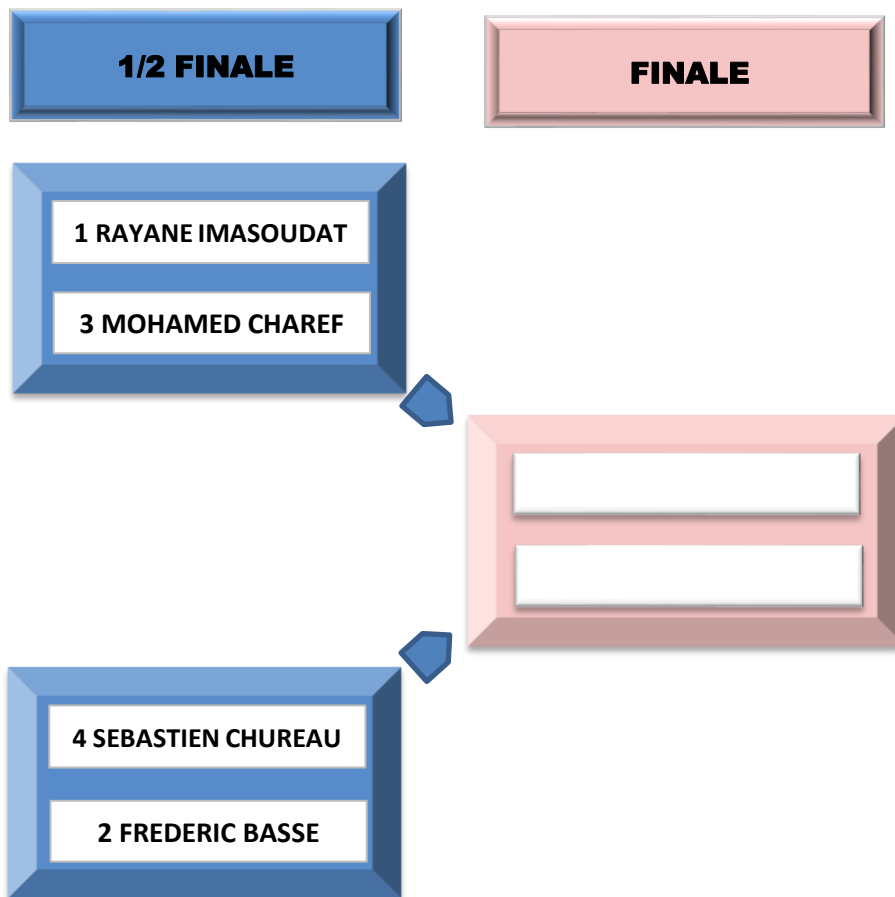 1/2 FINALE
FINALE
1 RAYANE IMASOUDAT
3 MOHAMED CHAREF
4 SEBASTIEN CHUREAU
2 FREDERIC BASSE